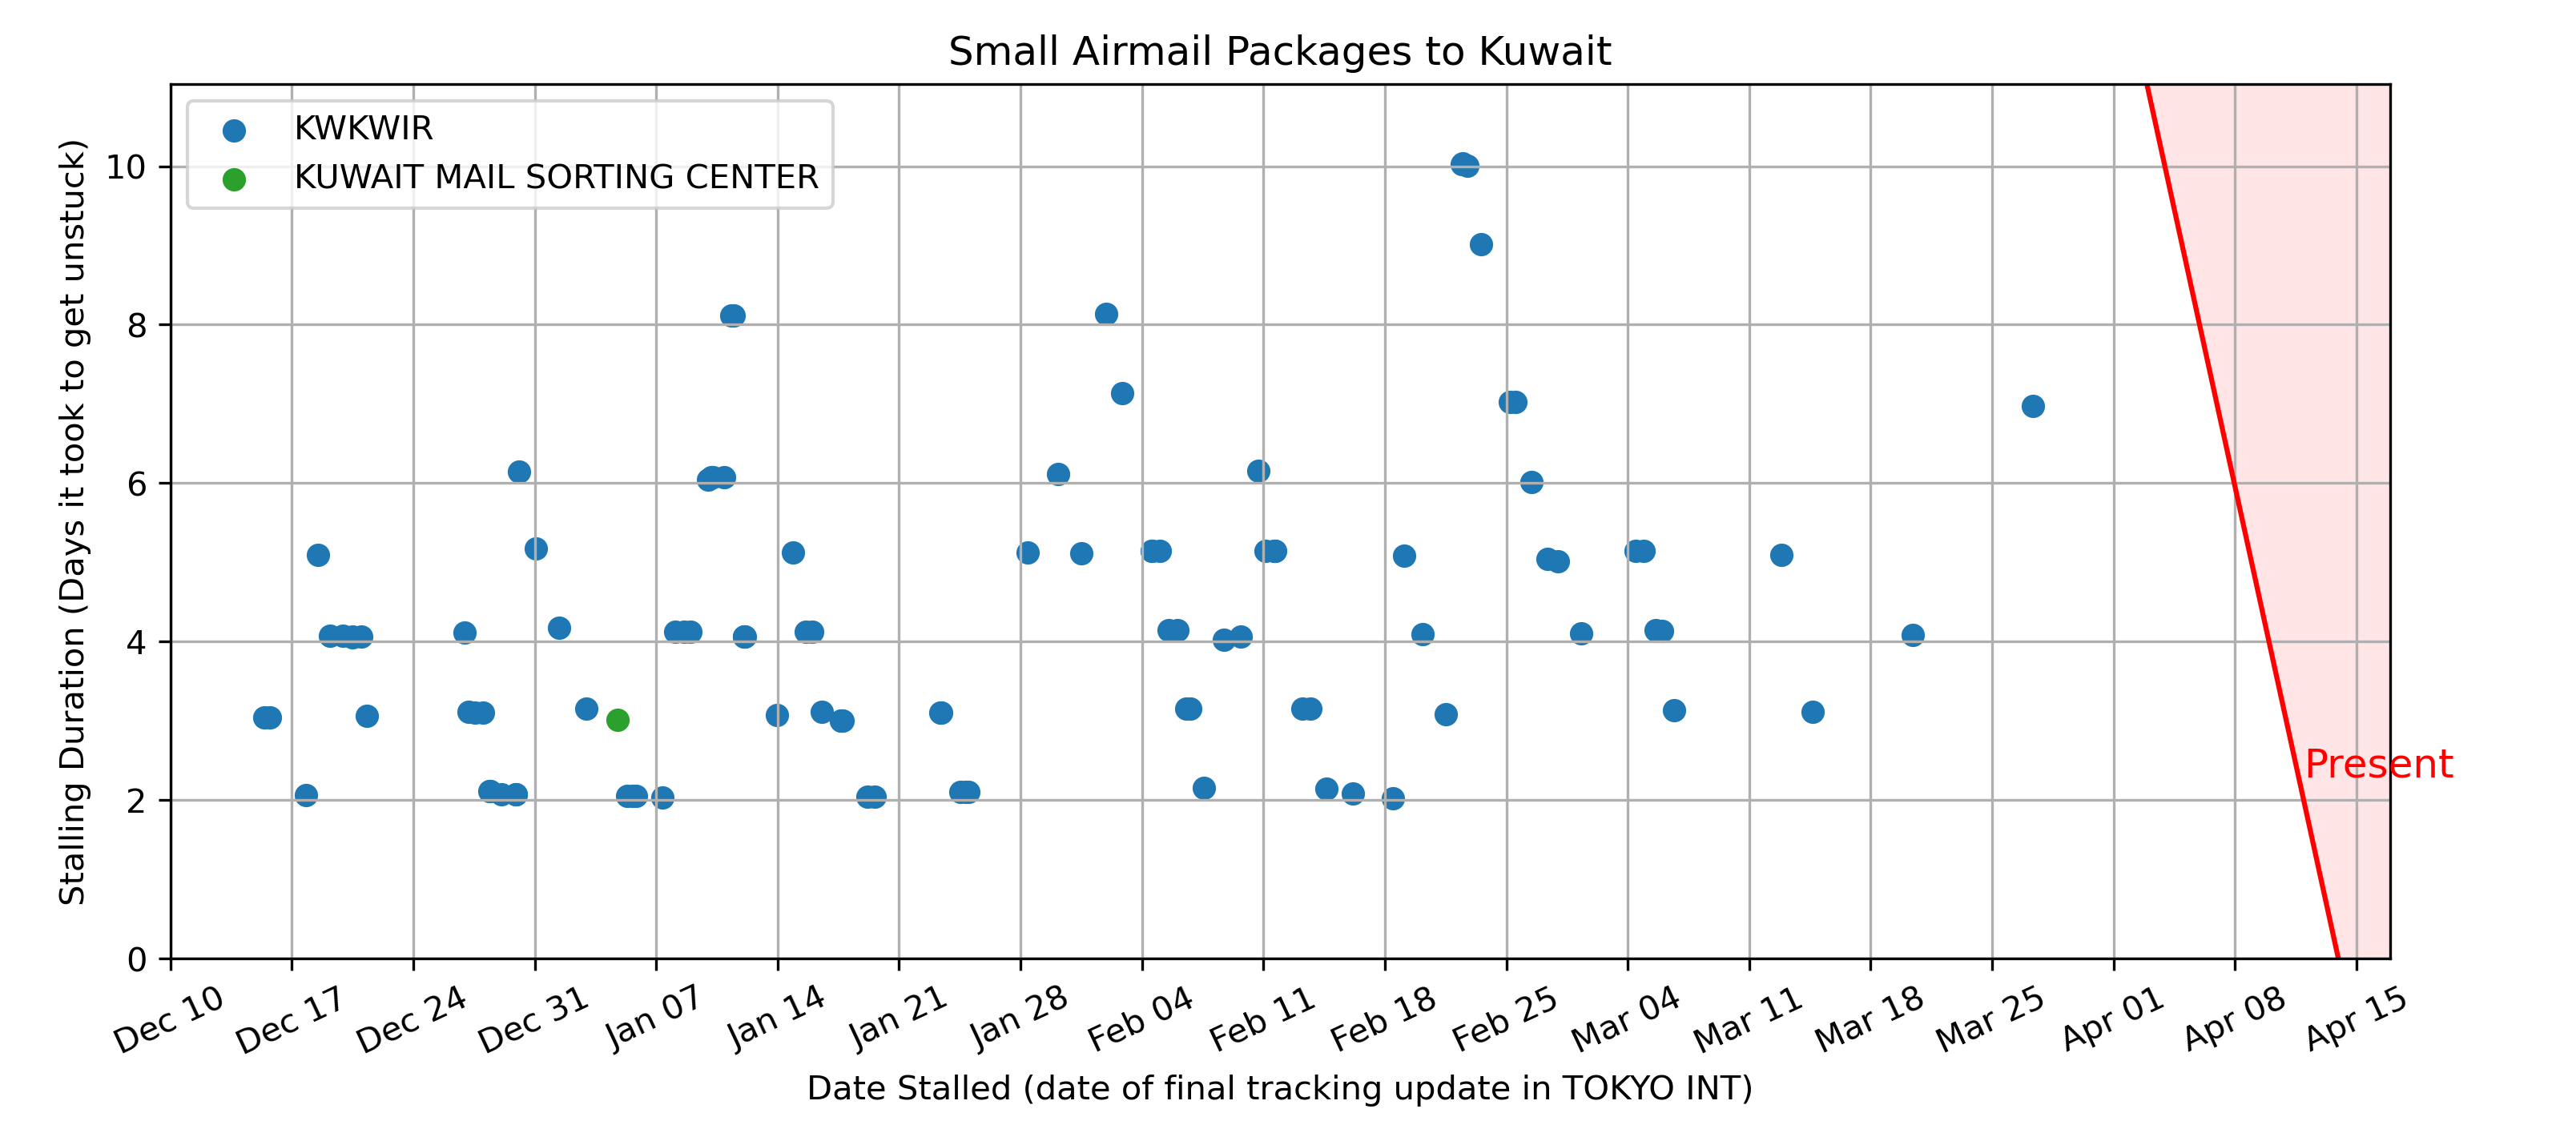 Small Airmail Packages to Kuwait
KWKWIR
KUWAIT MAIL SORTING CENTER
Stalling Duration (Days it took to get unstuck)
10
8
6
4
2
0
Present
Dec 10
Dec 17
Dec 24
Dec 31
Jan 07
Jan 14
Jan 21
Jan 28
Feb 04
Feb 11
Feb 18
Feb 25
Mar 04
Mar 11
Mar 18
Mar 25
Apr 01
Apr 08
Apr 15
Date Stalled (date of final tracking update in TOKYO INT)